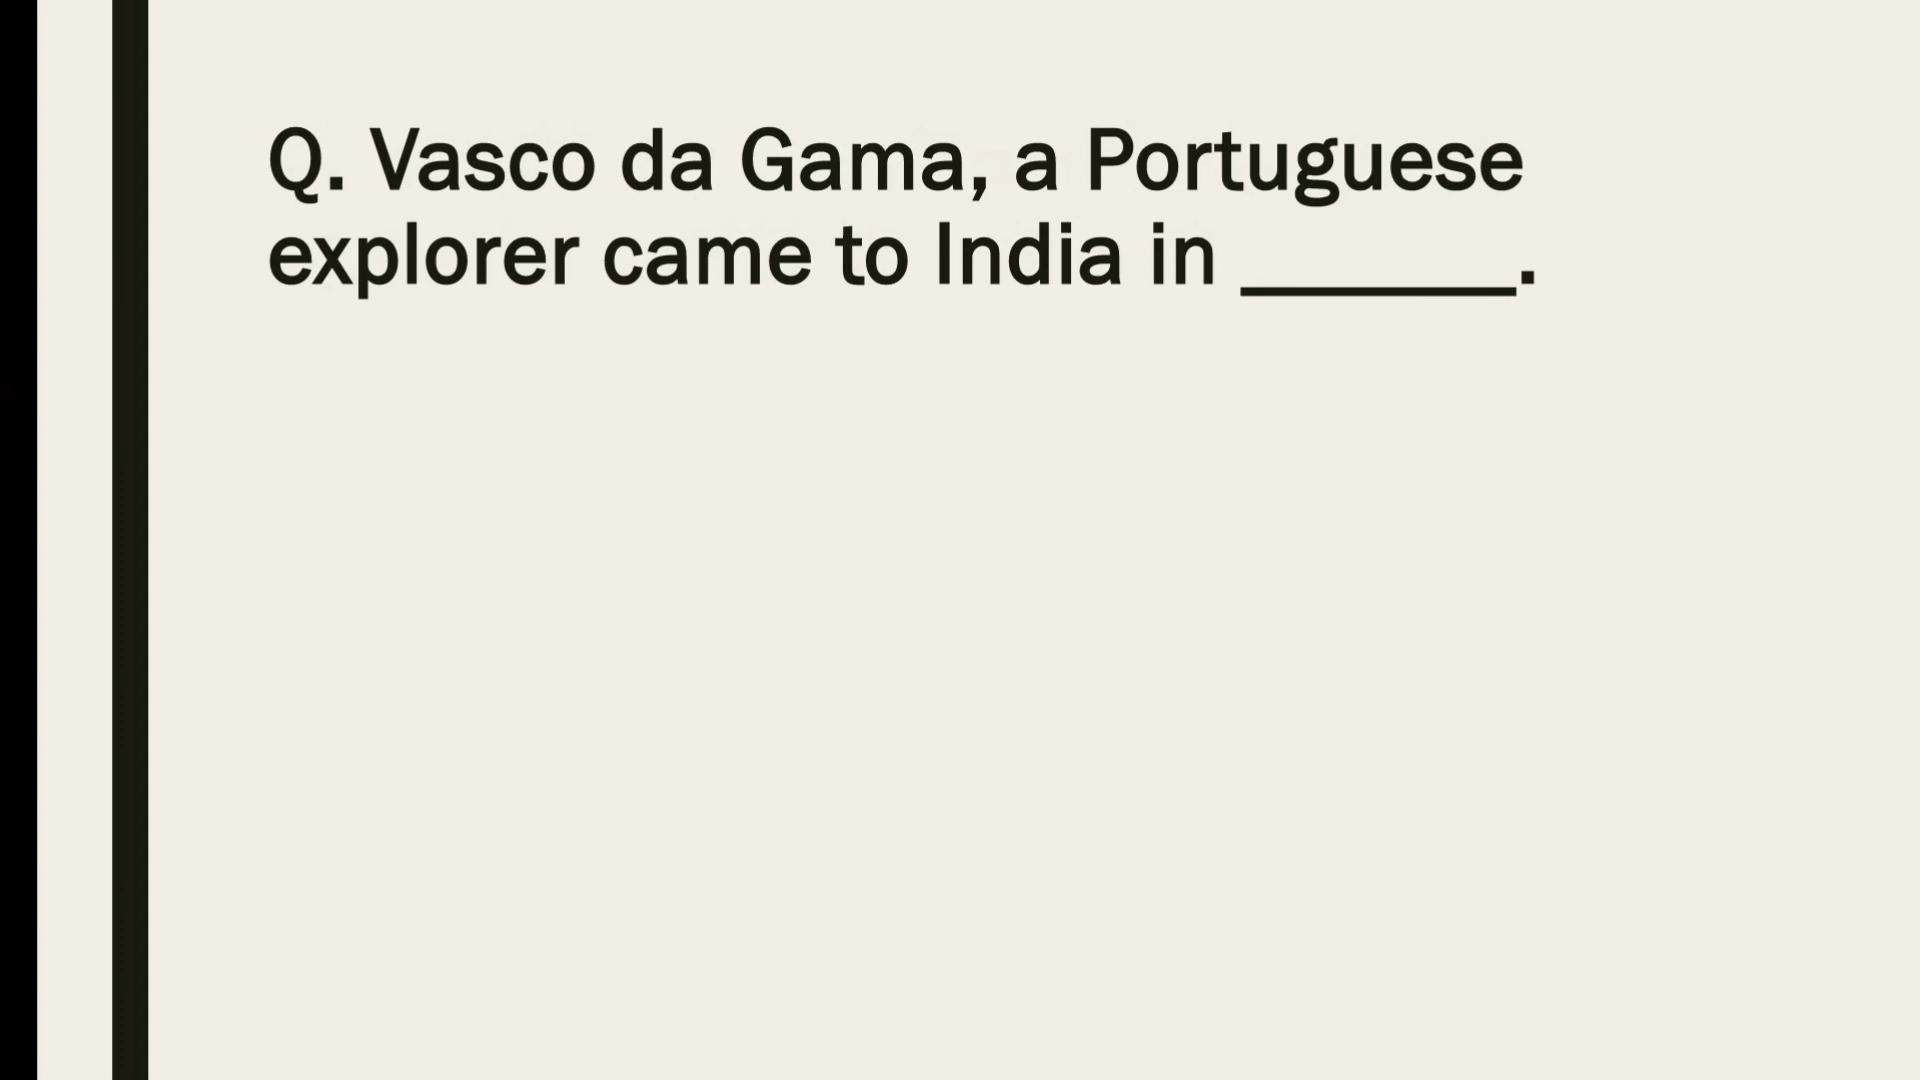 Q. Vasco da Gama, a Portuguese
explorer came to India in ______.